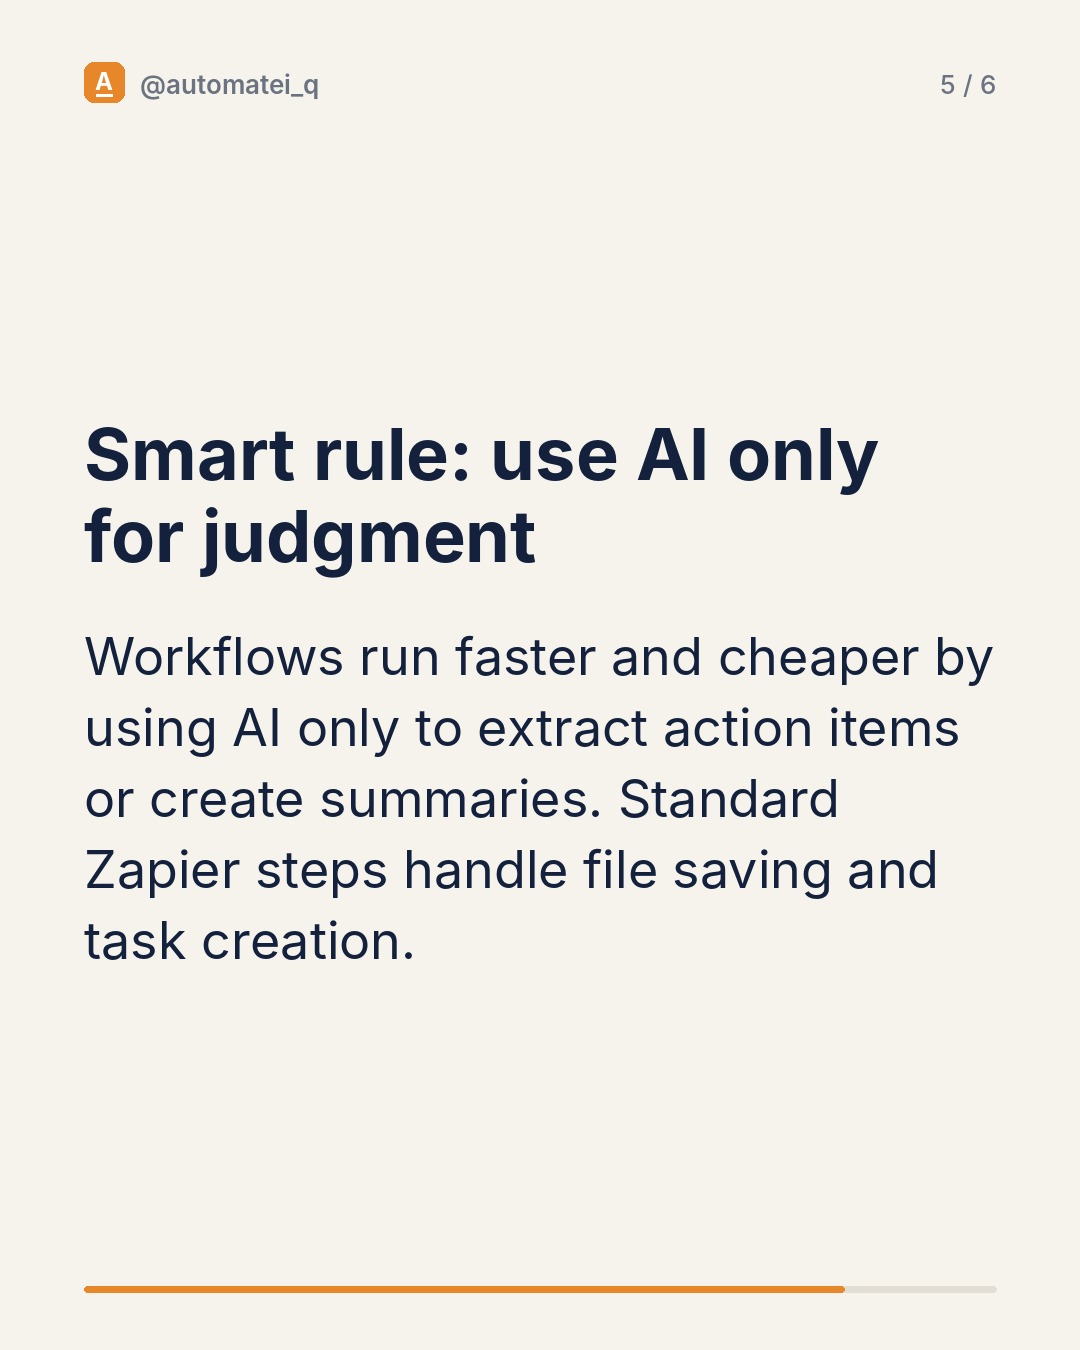 A
@automatei_q
5 / 6
Smart rule: use AI only
for judgment
Workflows run faster and cheaper by
using AI only to extract action items
or create summaries. Standard
Zapier steps handle file saving and
task creation.